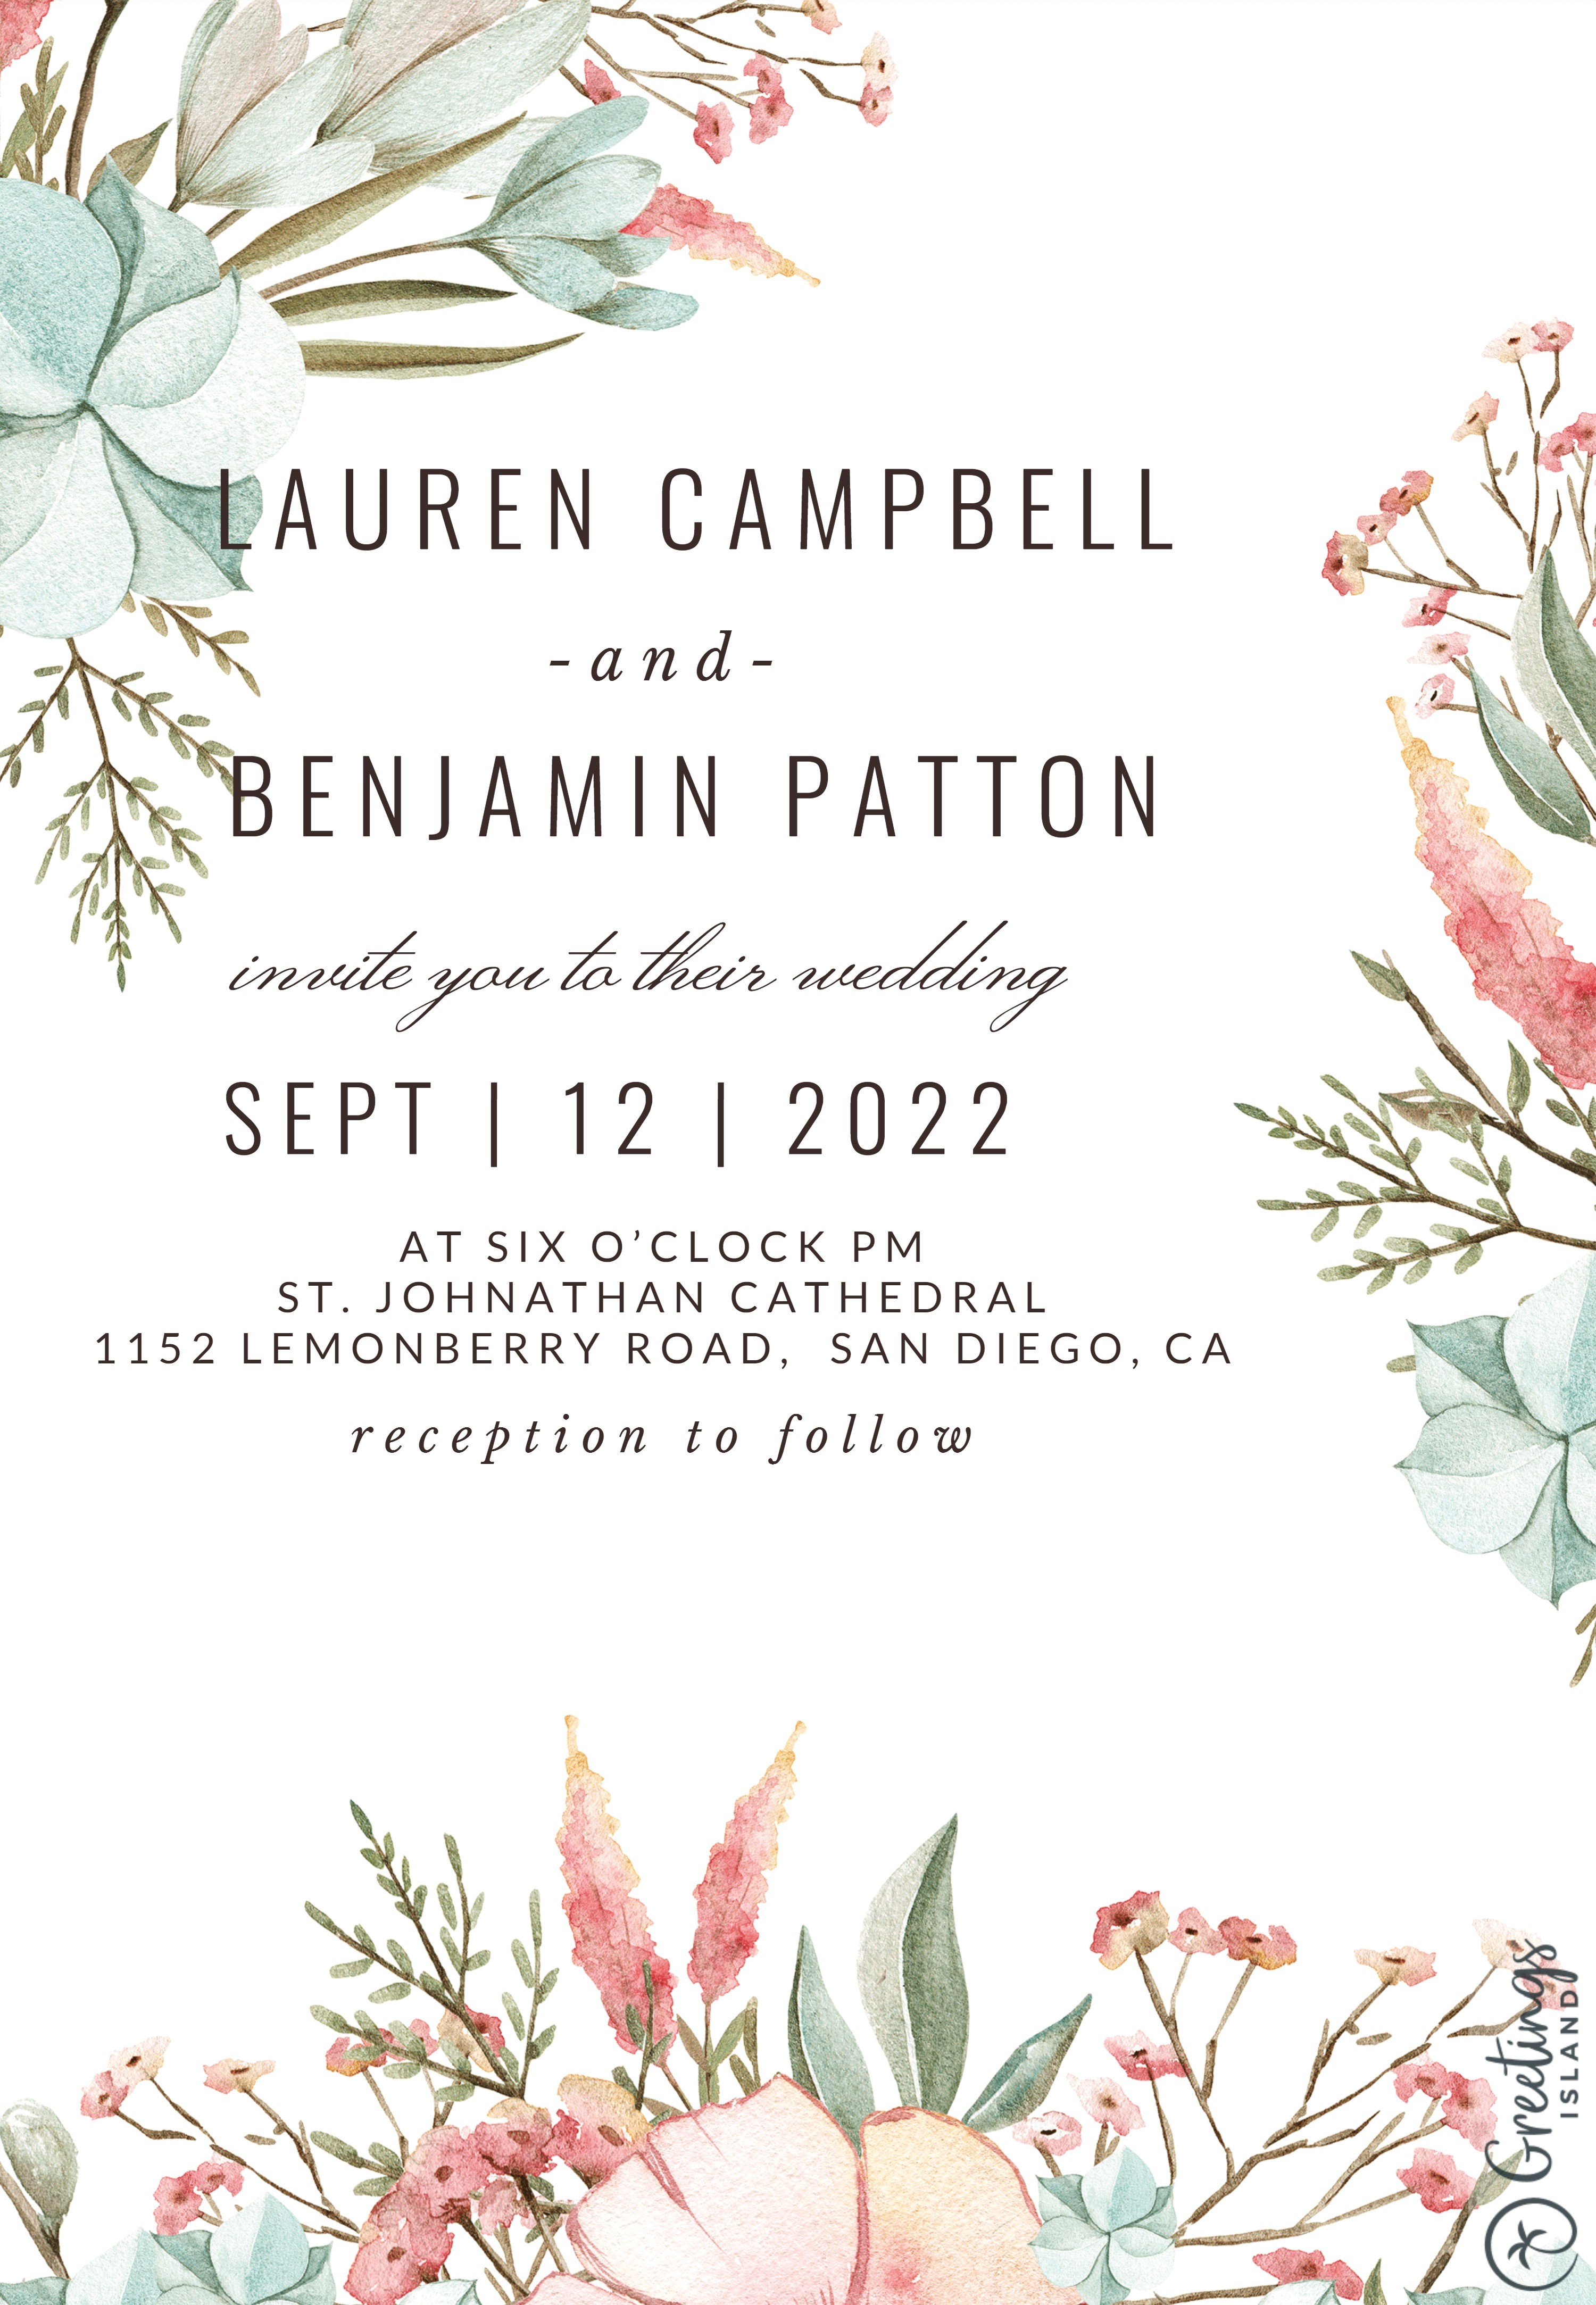 LAUREN CAMPBELL
-and-
BENJAMIN PATTON
invite you to their wedding
SEPT | 12 | 2022
AT SIX O’CLOCK PM
ST. JOHNATHAN CATHEDRAL
1152 LEMONBERRY ROAD,  SAN DIEGO, CA
reception to follow
Greetings
ISLAND